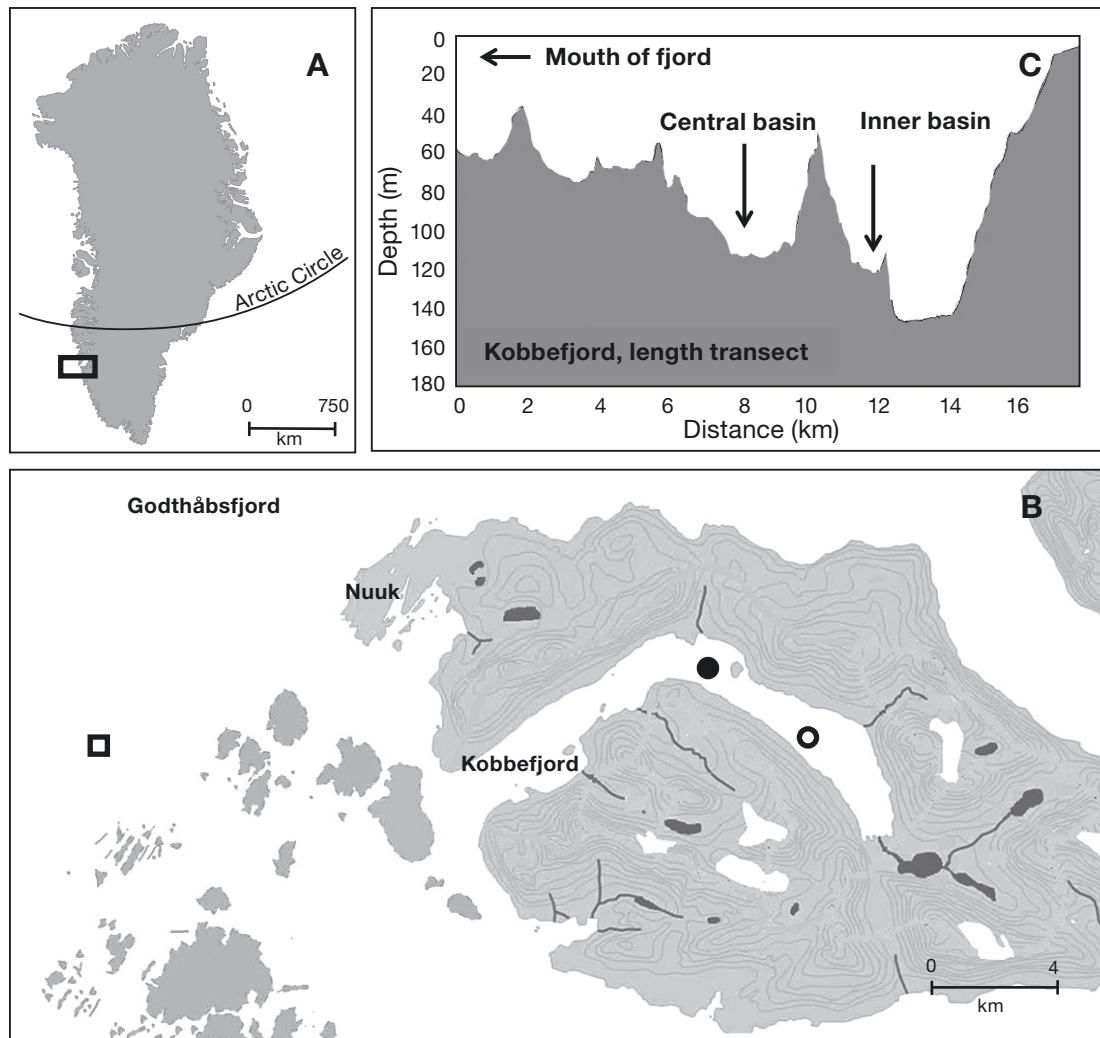 A
Arctic Circle
0 750
km
C
Mouth of fjord
Central basin
Inner basin
Depth (m)
0
20
40
60
80
100
120
140
160
180
Kobbefjord, length transect
0 2 4 6 8 10 12 14 16
Distance (km)
B
Godthåbsfjord
Nuuk
Kobbefjord
0 4
km